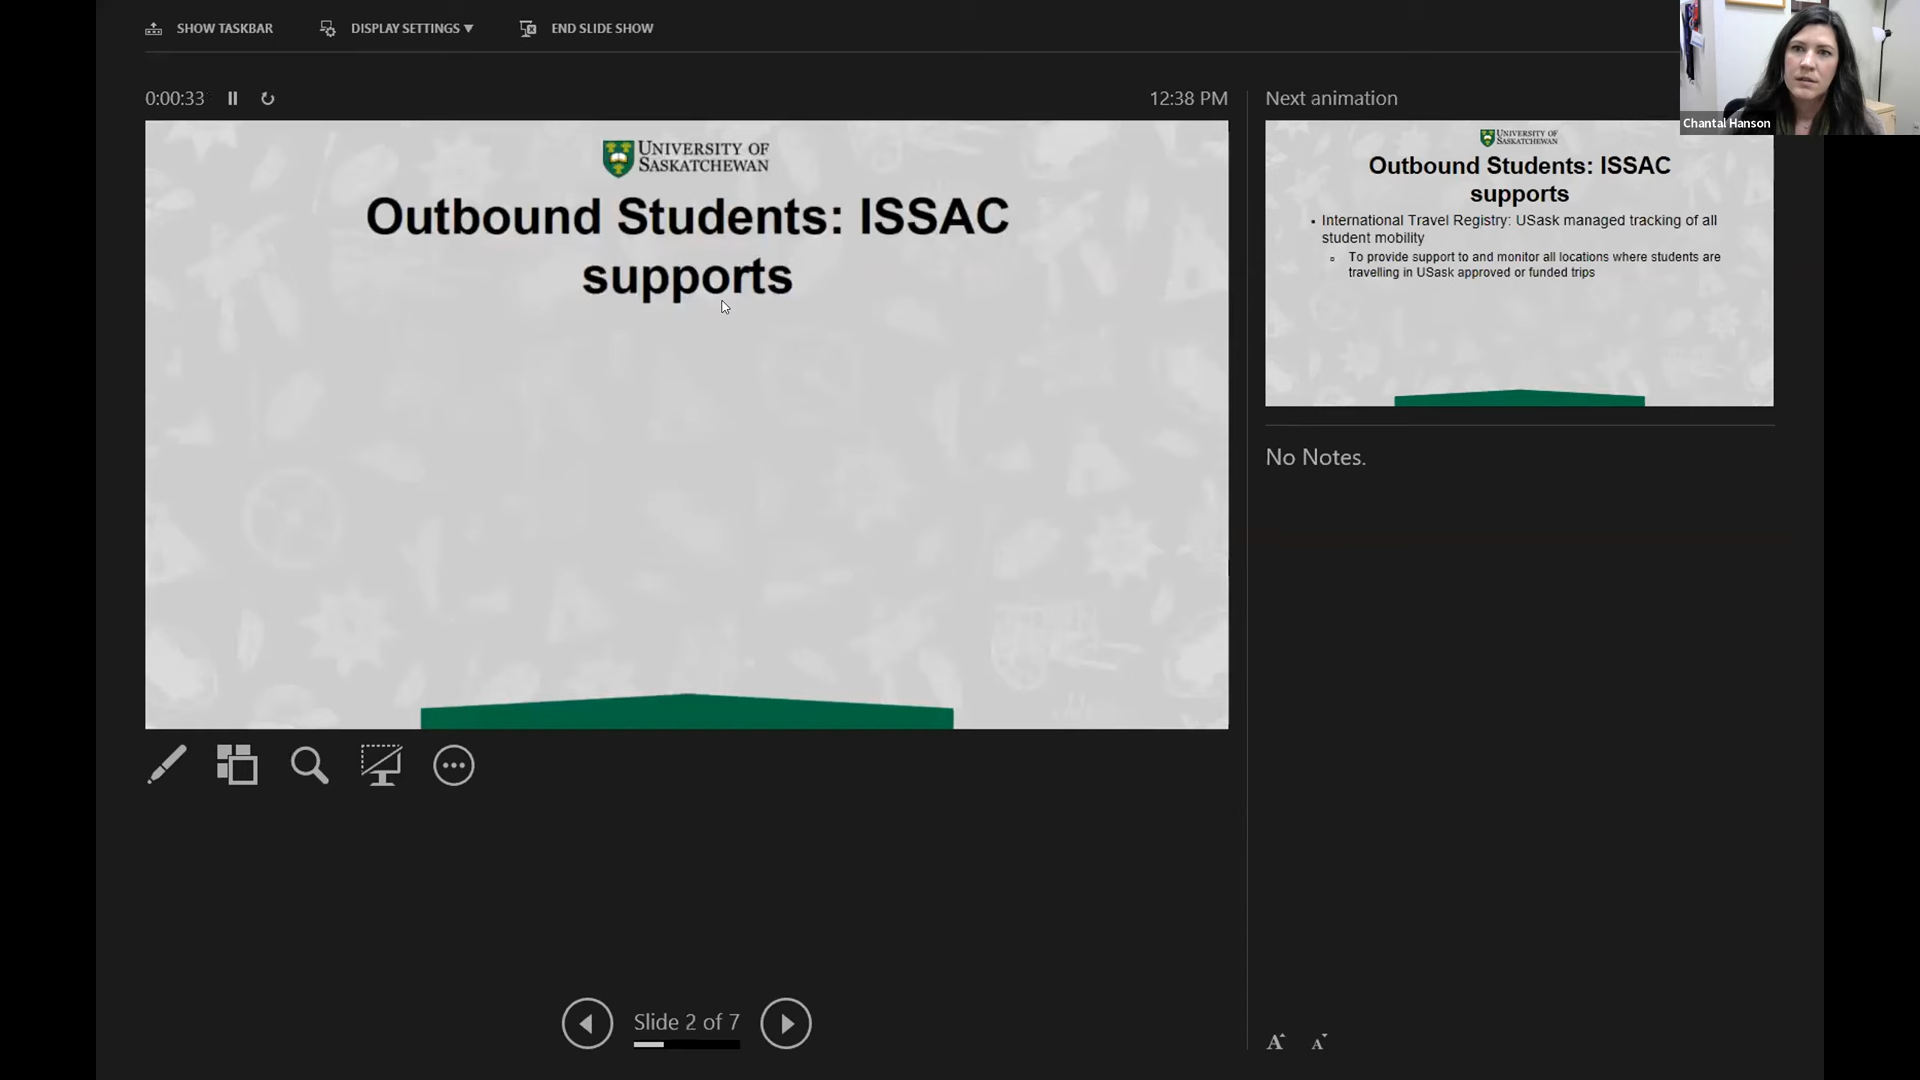 SHOW TASKBAR
DISPLAY SETTINGS ▼
END SLIDE SHOW
0:00:33
12:38 PM
UNIVERSITY OF
SASKATCHEWAN
Outbound Students: ISSAC
supports
Slide 2 of 7
Next animation
UNIVERSITY OF
SASKATCHEWAN
Outbound Students: ISSAC
supports
• International Travel Registry: USask managed tracking of all
student mobility
▫ To provide support to and monitor all locations where students are
travelling in USask approved or funded trips
No Notes.
A A
Chantal Hanson